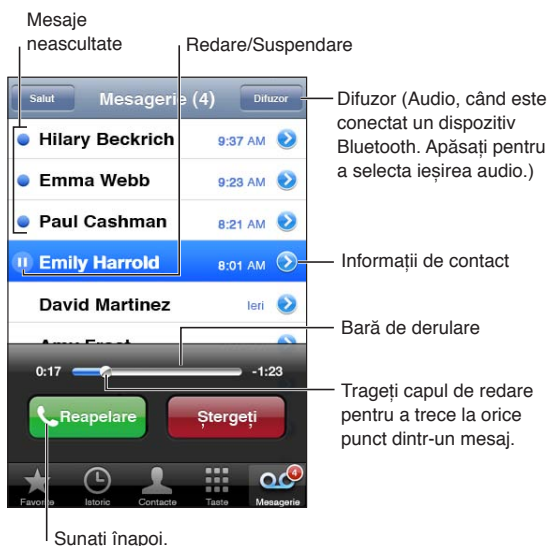 Mesaje
neascultate
Redare/Suspendare
Salut Mesagerie (4) Difuzor
Difuzor (Audio, când este
conectat un dispozitiv
Bluetooth. Apăsați pentru
a selecta ieșirea audio.)
Hilary Beckrich 9:37 AM
Emma Webb 9:23 AM
Paul Cashman 8:21 AM
Emily Harrold 8:01 AM
Informații de contact
David Martinez Ieri
Bară de derulare
0:17 -1:23
Trageți capul de redare
pentru a trece la orice
punct dintr-un mesaj.
Reapelare Ștergeți
4
Favorite Istoric Contacte Taste Mesagerie
Sunați înapoi.